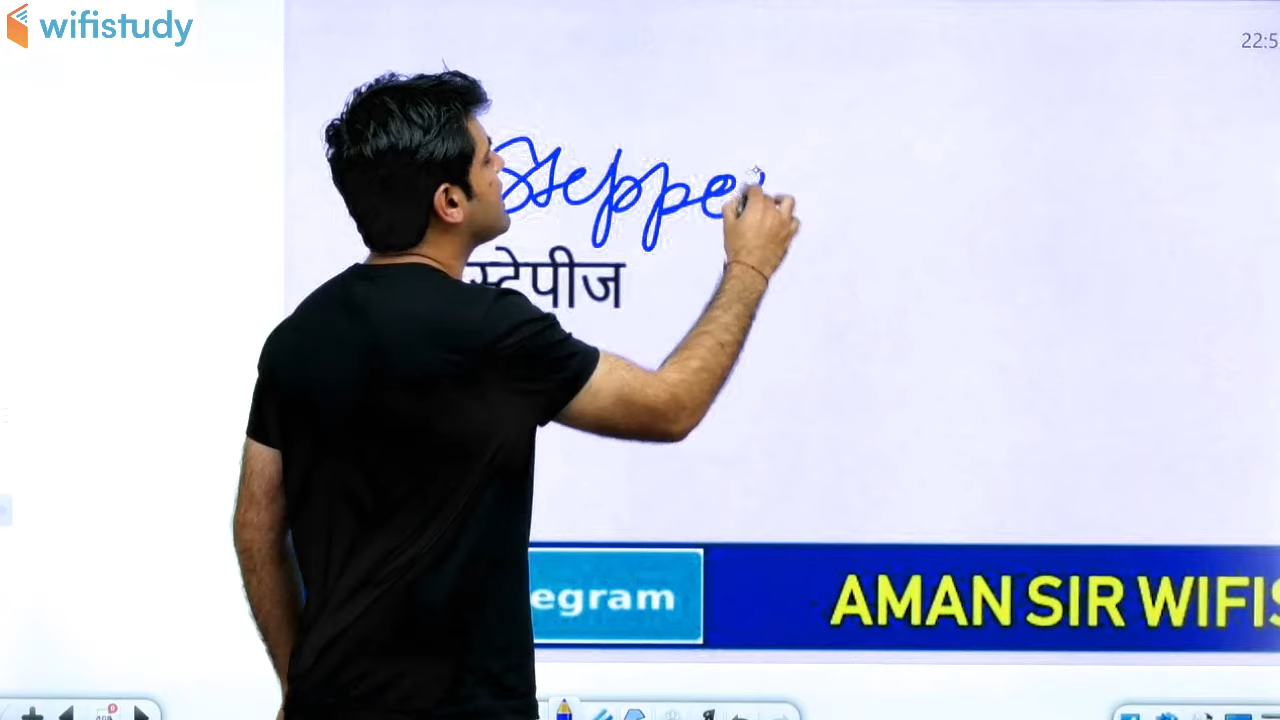 wifistudy
22:5
Steppe
स्टेपीज
egram
AMAN SIR WIFIS